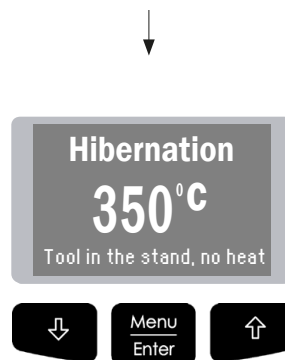 Hibernation
350°C
Tool in the stand, no heat
Menu
Enter